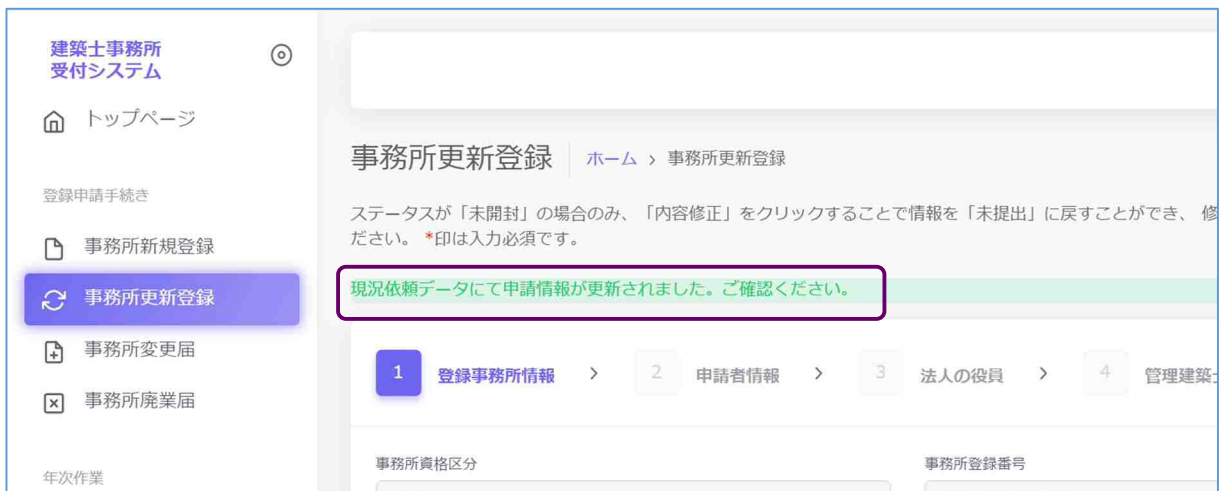 建築士事務所
受付システム
トップページ
登録申請手続き
事務所新規登録
事務所更新登録
事務所変更届
事務所廃業届
年次作業
事務所更新登録 ホーム › 事務所更新登録
ステータスが「未開封」の場合のみ、「内容修正」をクリックすることで情報を「未提出」に戻すことができ、 修
ださい。 *印は入力必須です。
現況依頼データにて申請情報が更新されました。ご確認ください。
1 登録事務所情報 › 2 申請者情報 › 3 法人の役員 › 4 管理建築
事務所資格区分 事務所登録番号